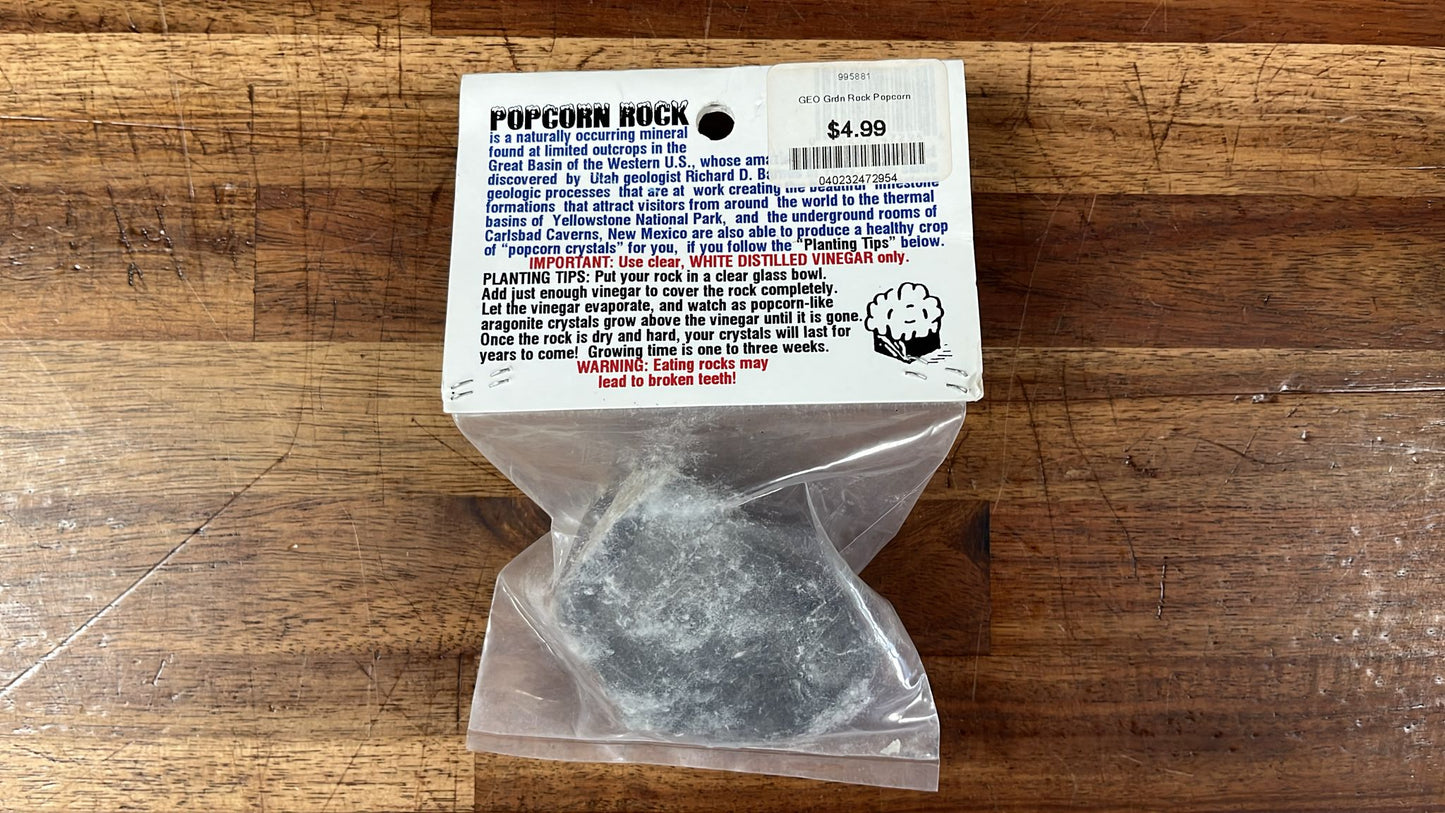 POPCORN ROCK
is a naturally occurring mineral
found at limited outcrops in the
Great Basin of the Western U.S., whose
discovered by Utah geologist Richard D.
geologic processes that are at work creating the beautiful limestone
formations that attract visitors from around the world to the thermal
basins of Yellowstone National Park, and the underground rooms of
Carlsbad Caverns, New Mexico are also able to produce a healthy crop
of "popcorn crystals" for you, if you follow the "Planting Tips" below.
IMPORTANT: Use clear, WHITE DISTILLED VINEGAR only.
PLANTING TIPS: Put your rock in a clear glass bowl.
Add just enough vinegar to cover the rock completely.
Let the vinegar evaporate, and watch as popcorn-like
aragonite crystals grow above the vinegar until it is gone.
Once the rock is dry and hard, your crystals will last for
years to come! Growing time is one to three weeks.
WARNING: Eating rocks may
lead to broken teeth!
995881
GEO Grdn Rock Popcorn
$4.99
040232472954